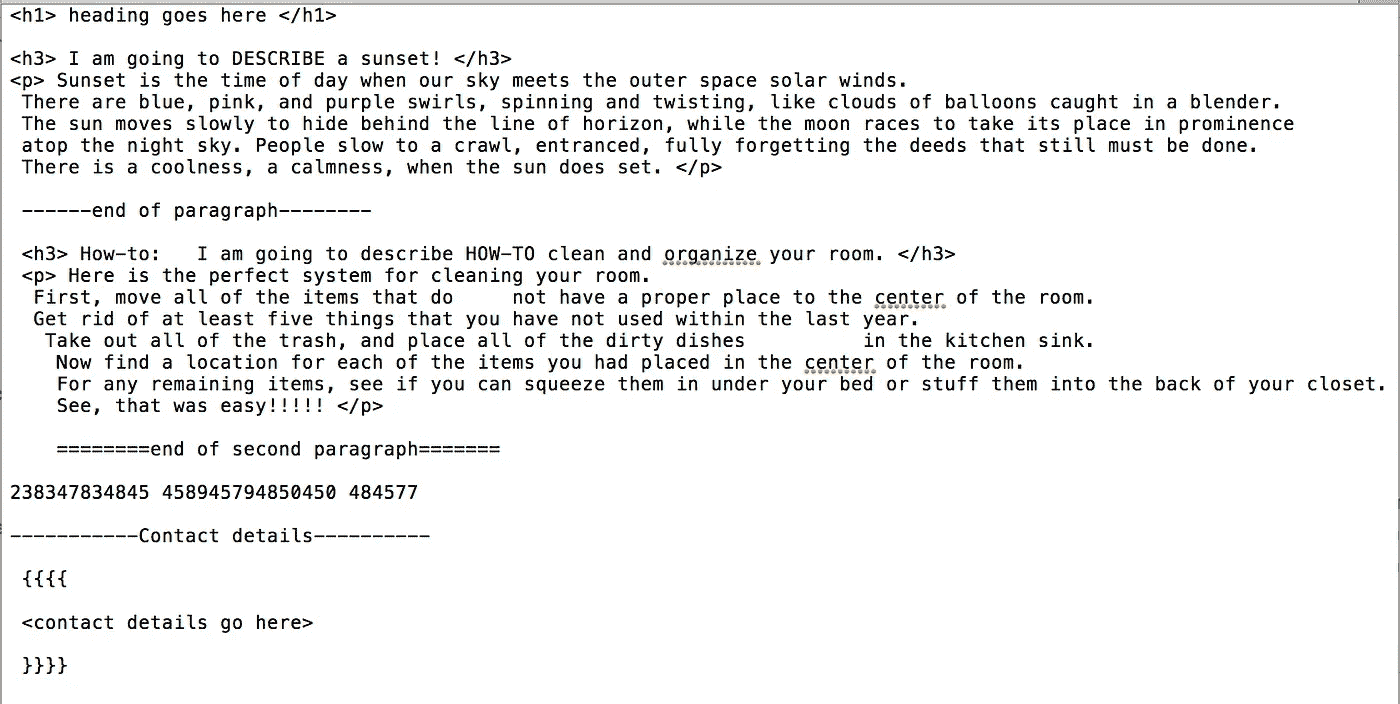 <h1> heading goes here </h1>
<h3> I am going to DESCRIBE a sunset! </h3>
<p> Sunset is the time of day when our sky meets the outer space solar winds.
There are blue, pink, and purple swirls, spinning and twisting, like clouds of balloons caught in a blender.
The sun moves slowly to hide behind the line of horizon, while the moon races to take its place in prominence
atop the night sky. People slow to a crawl, entranced, fully forgetting the deeds that still must be done.
There is a coolness, a calmness, when the sun does set. </p>
------end of paragraph--------
<h3> How-to:   I am going to describe HOW-TO clean and organize your room. </h3>
<p> Here is the perfect system for cleaning your room.
First, move all of the items that do     not have a proper place to the center of the room.
Get rid of at least five things that you have not used within the last year.
Take out all of the trash, and place all of the dirty dishes          in the kitchen sink.
Now find a location for each of the items you had placed in the center of the room.
For any remaining items, see if you can squeeze them in under your bed or stuff them into the back of your closet.
See, that was easy!!!!! </p>
========end of second paragraph=======
238347834845 458945794850450 484577
-----------Contact details----------
{{{{
<contact details go here>
}}}}